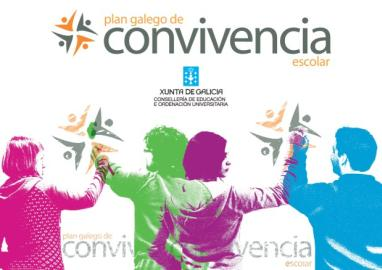 plan galego de
convivencia
escolar
XUNTA DE GALICIA
CONSELLERÍA DE EDUCACIÓN
E ORDENACIÓN UNIVERSITARIA
plan galego de
convivencia
escolar